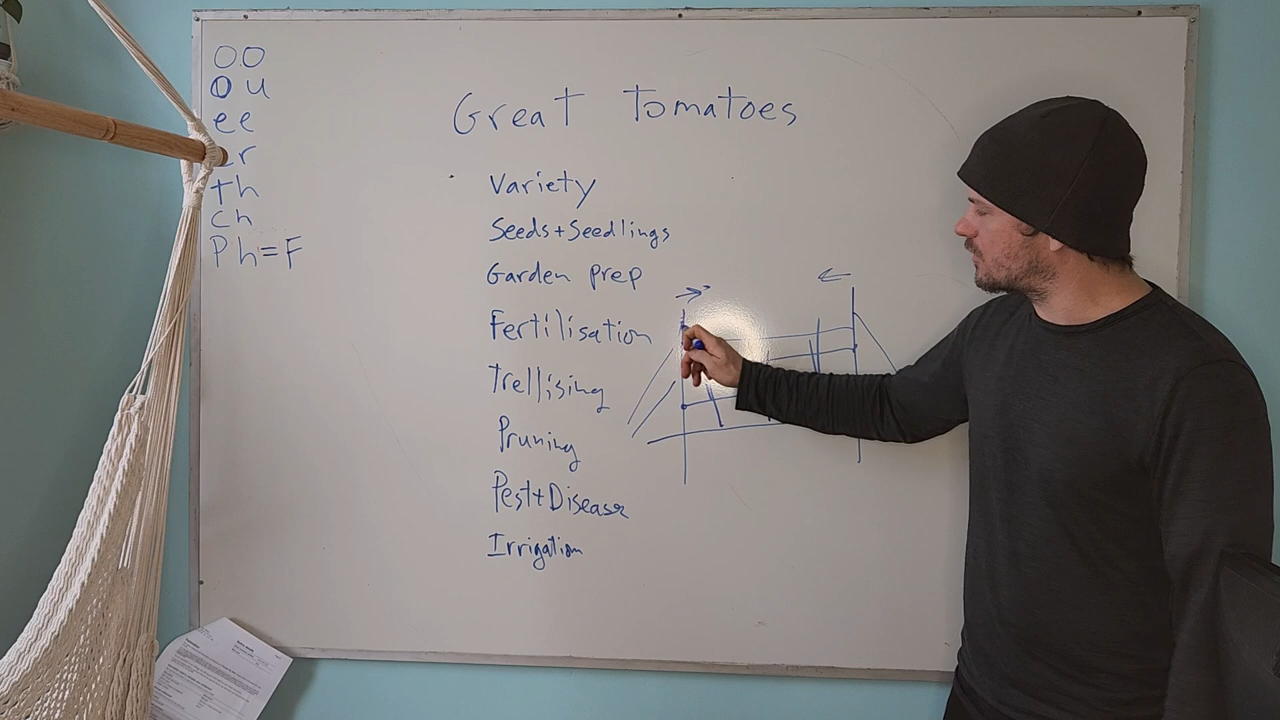 oo
ou
ee
th
ch
Ph=F
Great Tomatoes
Variety
Seeds+Seedlings
Garden prep
Fertilisation
Trellising
Pruning
Pest+Disease
Irrigation